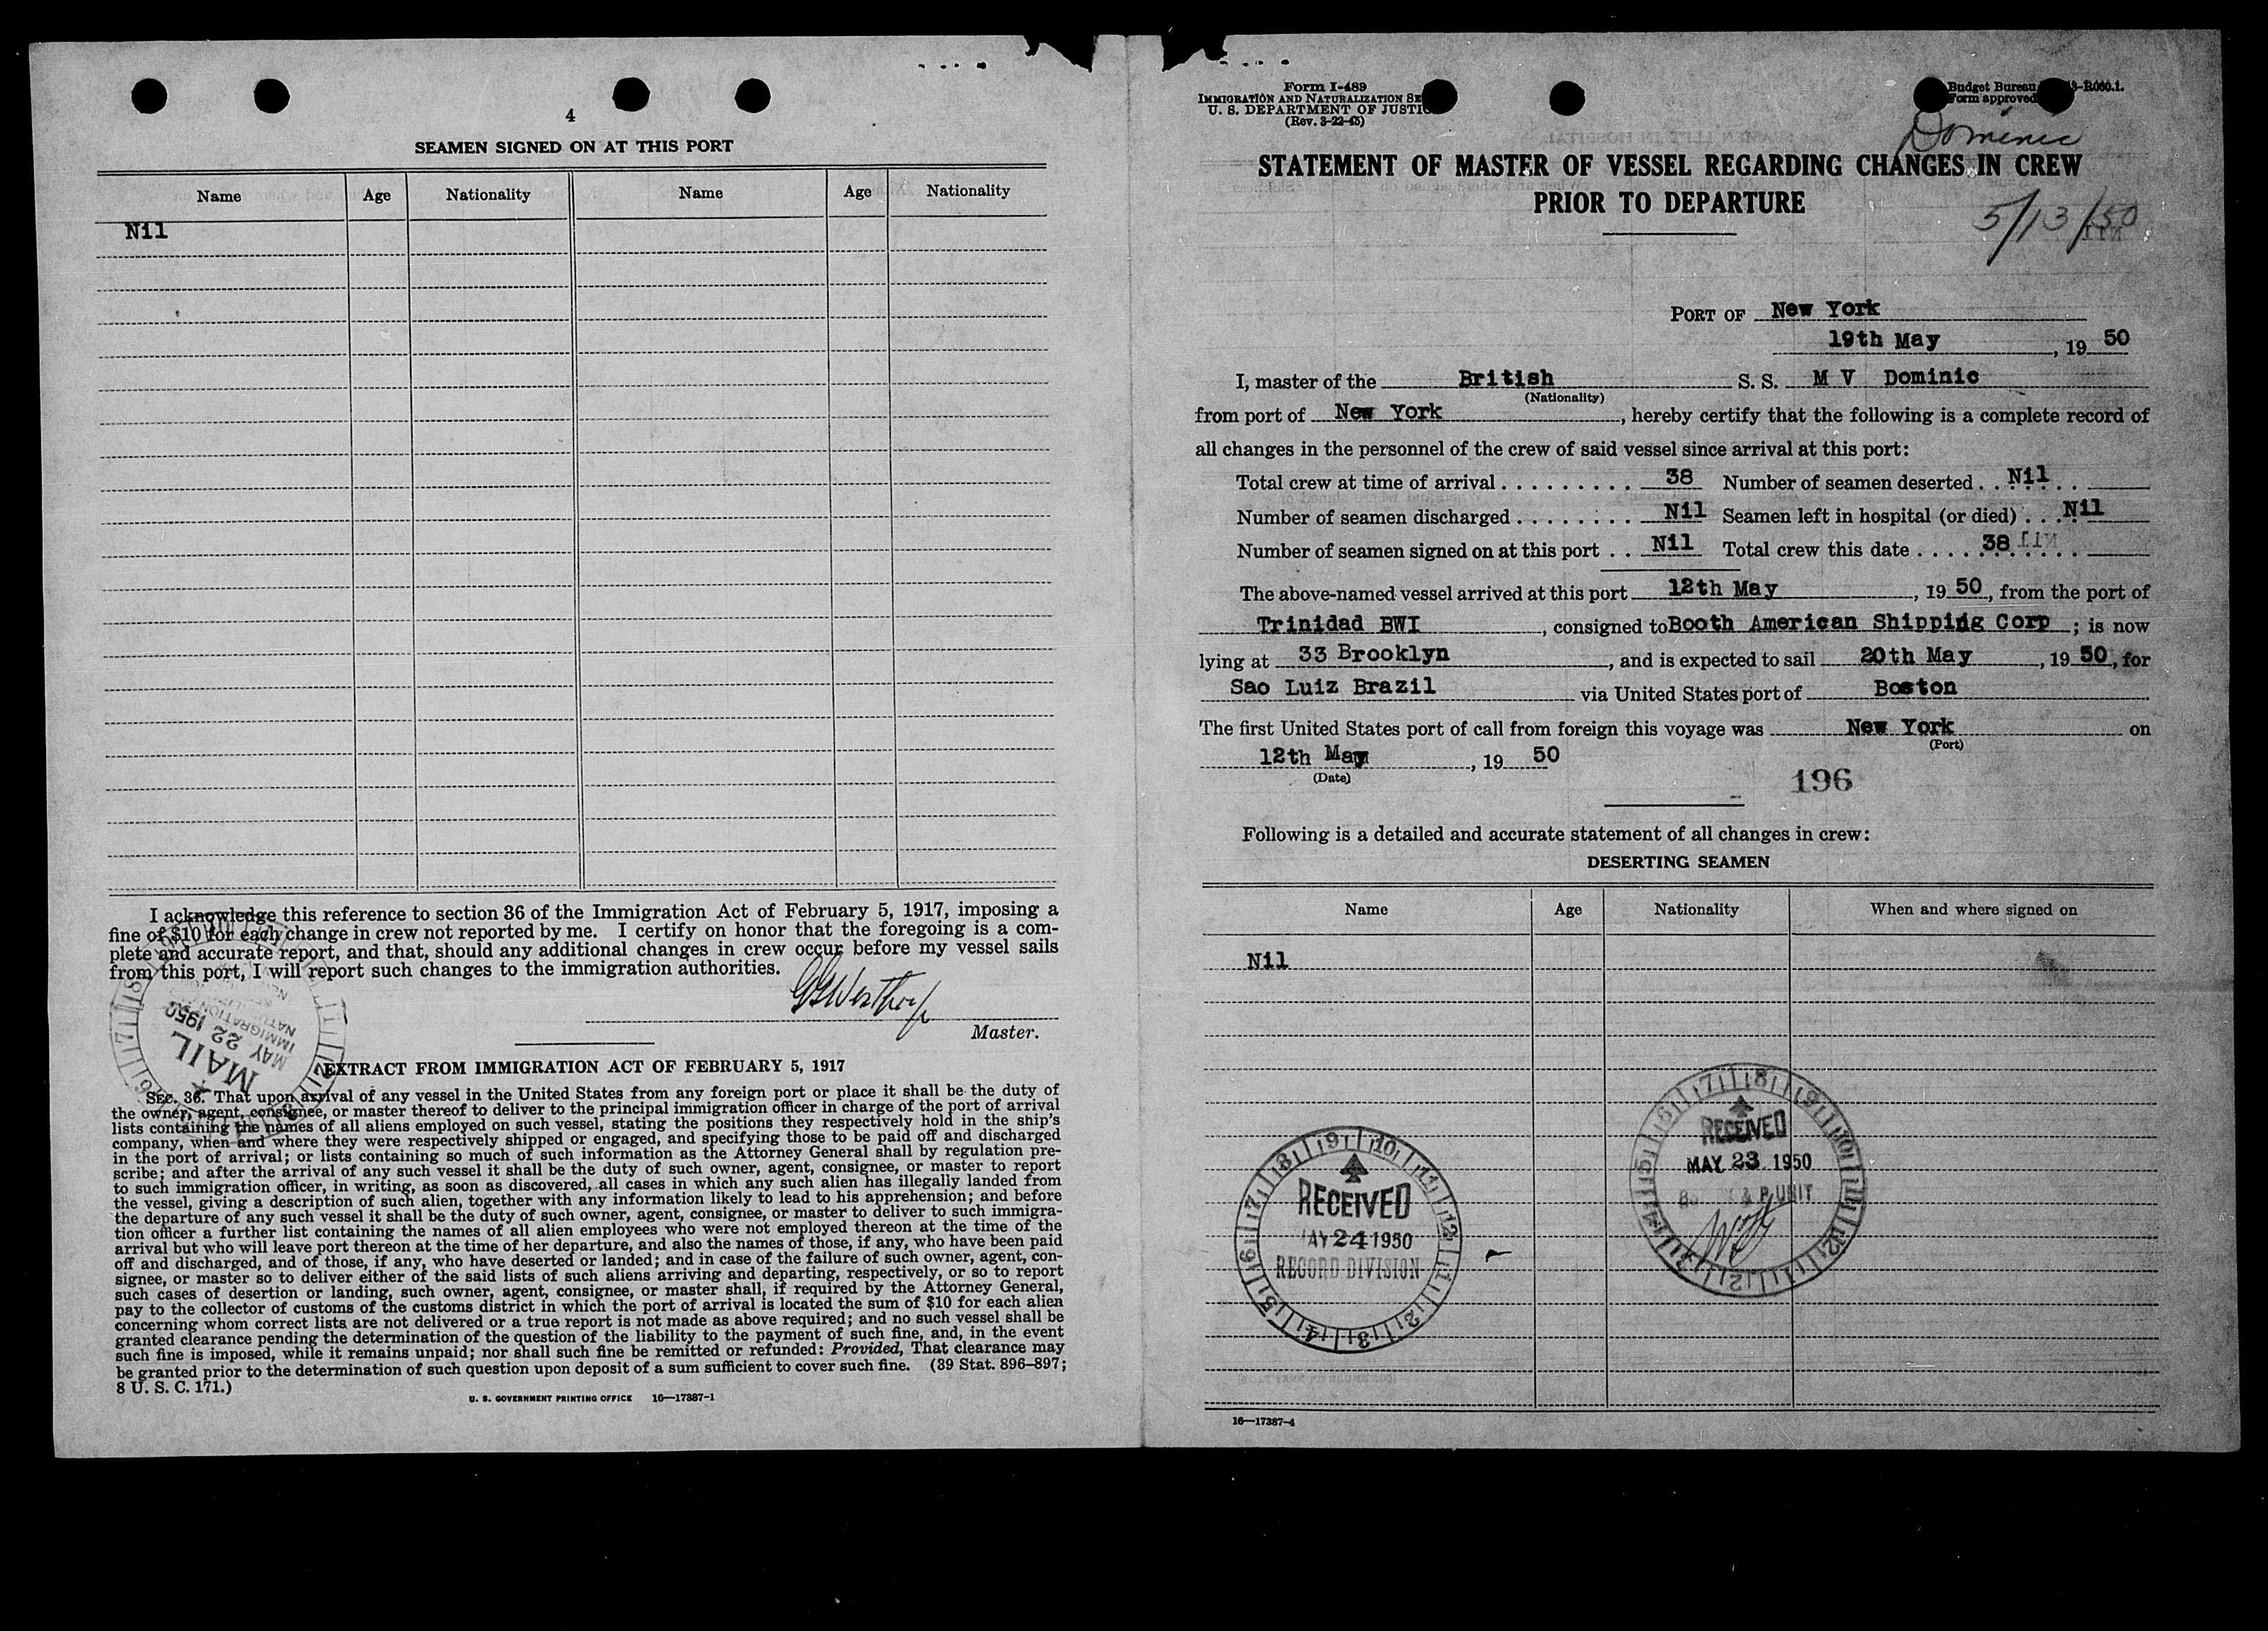 4
SEAMEN SIGNED ON AT THIS PORT
Name Age Nationality Name Age Nationality
Nil
I acknowledge this reference to section 36 of the Immigration Act of February 5, 1917, imposing a
fine of $10 for each change in crew not reported by me. I certify on honor that the foregoing is a com-
plete and accurate report, and that, should any additional changes in crew occur before my vessel sails
from this port, I will report such changes to the immigration authorities.
Master.
MAIL
MAY 22 1950
IMMIGRATION
EXTRACT FROM IMMIGRATION ACT OF FEBRUARY 5, 1917
SEC. 36. That upon arrival of any vessel in the United States from any foreign port or place it shall be the duty of
the owner, agent, consignee, or master thereof to deliver to the principal immigration officer in charge of the port of arrival
lists containing the names of all aliens employed on such vessel, stating the positions they respectively hold in the ship's
company, when and where they were respectively shipped or engaged, and specifying those to be paid off and discharged
in the port of arrival; or lists containing so much of such information as the Attorney General shall by regulation pre-
scribe; and after the arrival of any such vessel it shall be the duty of such owner, agent, consignee, or master to report
to such immigration officer, in writing, as soon as discovered, all cases in which any such alien has illegally landed from
the vessel, giving a description of such alien, together with any information likely to lead to his apprehension; and before
the departure of any such vessel it shall be the duty of such owner, agent, consignee, or master to deliver to such immigra-
tion officer a further list containing the names of all alien employees who were not employed thereon at the time of the
arrival but who will leave port thereon at the time of her departure, and also the names of those, if any, who have been paid
off and discharged, and of those, if any, who have deserted or landed; and in case of the failure of such owner, agent, con-
signee, or master so to deliver either of the said lists of such aliens arriving and departing, respectively, or so to report
such cases of desertion or landing, such owner, agent, consignee, or master shall, if required by the Attorney General,
pay to the collector of customs of the customs district in which the port of arrival is located the sum of $10 for each alien
concerning whom correct lists are not delivered or a true report is not made as above required; and no such vessel shall be
granted clearance pending the determination of the question of the liability to the payment of such fine, and, in the event
such fine is imposed, while it remains unpaid; nor shall such fine be remitted or refunded: Provided, That clearance may
be granted prior to the determination of such question upon deposit of a sum sufficient to cover such fine. (39 Stat. 896–897;
8 U. S. C. 171.)
U. S. GOVERNMENT PRINTING OFFICE 16—17387-1
Form I-489
IMMIGRATION AND NATURALIZATION SE
U. S. DEPARTMENT OF JUSTIC
(Rev. 3-22-45)
Budget Bureau 3-R060.1.
Form approved
Dominic
STATEMENT OF MASTER OF VESSEL REGARDING CHANGES IN CREW
PRIOR TO DEPARTURE
5/13/50
PORT OF New York
19th May, 19 50
I, master of the British S. S. M V Dominic
(Nationality)
from port of New York, hereby certify that the following is a complete record of
all changes in the personnel of the crew of said vessel since arrival at this port:
Total crew at time of arrival . . . . . . . . . 38 Number of seamen deserted . . Nil . .
Number of seamen discharged . . . . . . . . Nil Seamen left in hospital (or died) . . . Nil
Number of seamen signed on at this port . . Nil Total crew this date . . . . 38 . . . .
The above-named vessel arrived at this port 12th May, 19 50, from the port of
Trinidad BWI, consigned to Booth American Shipping Corp ; is now
lying at 33 Brooklyn, and is expected to sail 20th May, 19 50, for
Sao Luiz Brazil via United States port of Boston
The first United States port of call from foreign this voyage was New York on
(Port)
12th May, 19 50
(Date)
196
Following is a detailed and accurate statement of all changes in crew:
DESERTING SEAMEN
Name Age Nationality When and where signed on
Nil
RECEIVED
MAY 23 1950
& P UNIT
RECEIVED
MAY 24 1950
RECORD DIVISION
16—17387-4